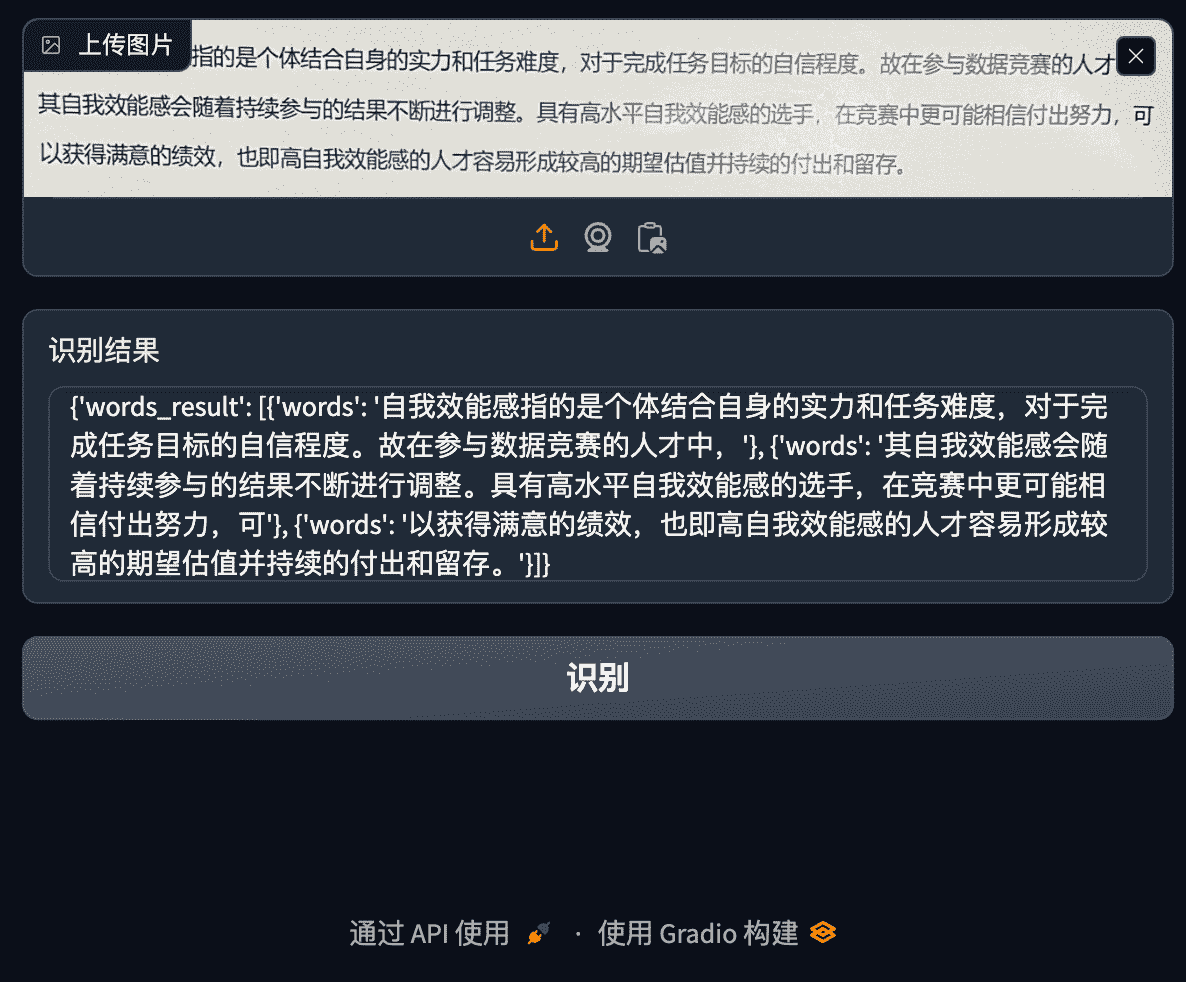 上传图片
指的是个体结合自身的实力和任务难度，对于完成任务目标的自信程度。故在参与数据竞赛的人才
其自我效能感会随着持续参与的结果不断进行调整。具有高水平自我效能感的选手，在竞赛中更可能相信付出努力，可
以获得满意的绩效，也即高自我效能感的人才容易形成较高的期望估值并持续的付出和留存。
识别结果
{'words_result': [{'words': '自我效能感指的是个体结合自身的实力和任务难度，对于完
成任务目标的自信程度。故在参与数据竞赛的人才中，'}, {'words': '其自我效能感会随
着持续参与的结果不断进行调整。具有高水平自我效能感的选手，在竞赛中更可能相
信付出努力，可'}, {'words': '以获得满意的绩效，也即高自我效能感的人才容易形成较
高的期望估值并持续的付出和留存。'}]}
识别
通过 API 使用 · 使用 Gradio 构建